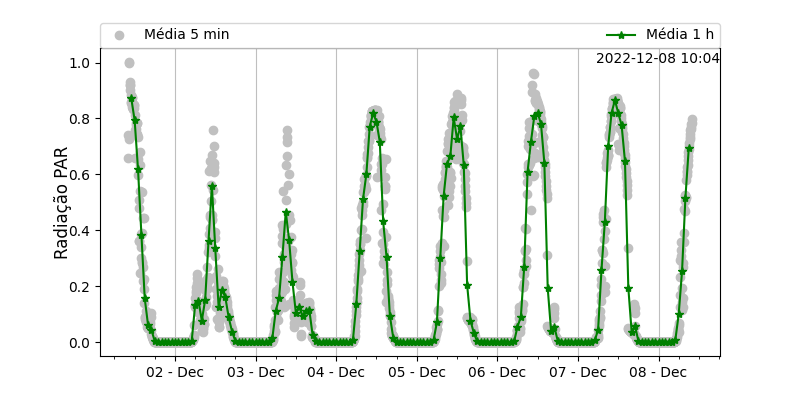 Média 5 min
Média 1 h
2022-12-08 10:04
Radiação PAR
1.0
0.8
0.6
0.4
0.2
0.0
02 - Dec
03 - Dec
04 - Dec
05 - Dec
06 - Dec
07 - Dec
08 - Dec